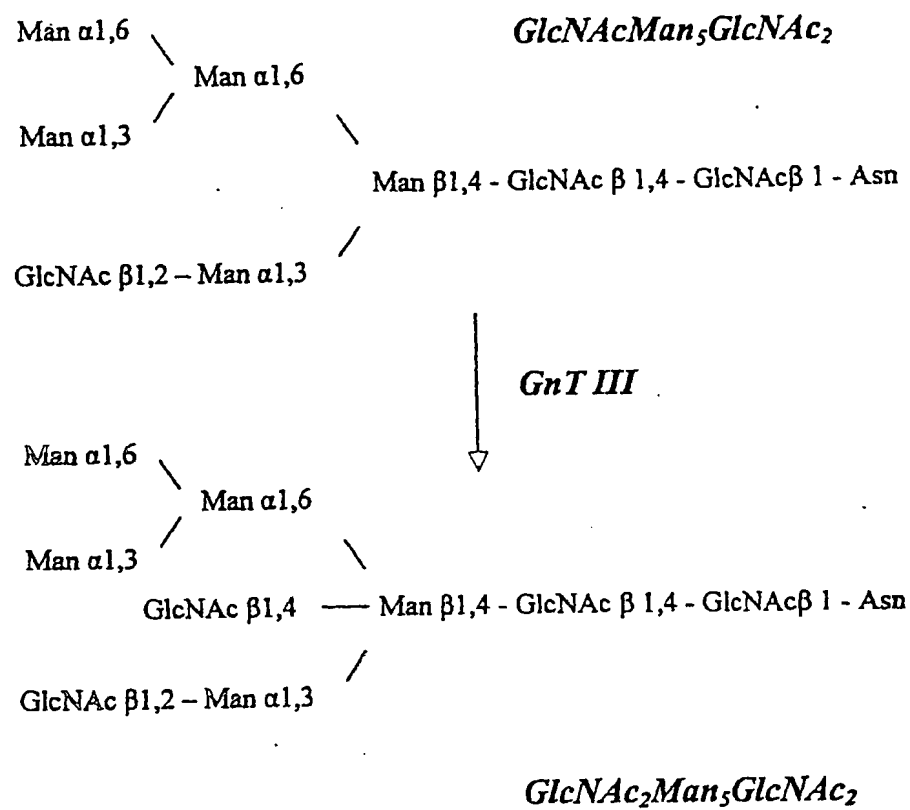 Man α1,6
GlcNAcMan₅GlcNAc₂
Man α1,6
Man α1,3
Man β1,4 - GlcNAc β 1,4 - GlcNAcβ 1 - Asn
GlcNAc β1,2 – Man α1,3
GnT III
Man α1,6
Man α1,6
Man α1,3
GlcNAc β1,4 — Man β1,4 - GlcNAc β 1,4 - GlcNAcβ 1 - Asn
GlcNAc β1,2 – Man α1,3
GlcNAc₂Man₅GlcNAc₂